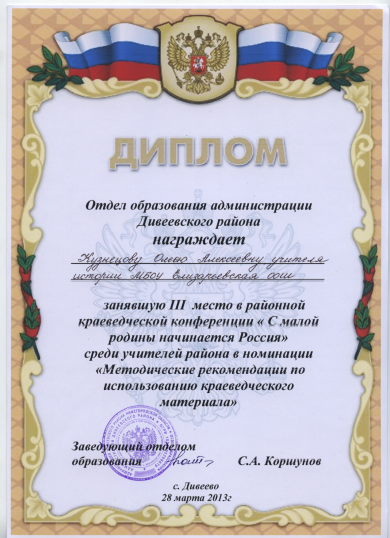 ДИПЛОМ
Отдел образования администрации
Дивеевского района
награждает
Кузнецову Ольгу Алексеевну учителя
истории МБОУ Елизарьевская оош
занявшую III место в районной
краеведческой конференции « С малой
родины начинается Россия»
среди учителей района в номинации
«Методические рекомендации по
использованию краеведческого
материала»
Заведующий отделом
образования С.А. Коршунов
с. Дивеево
28 марта 2013г